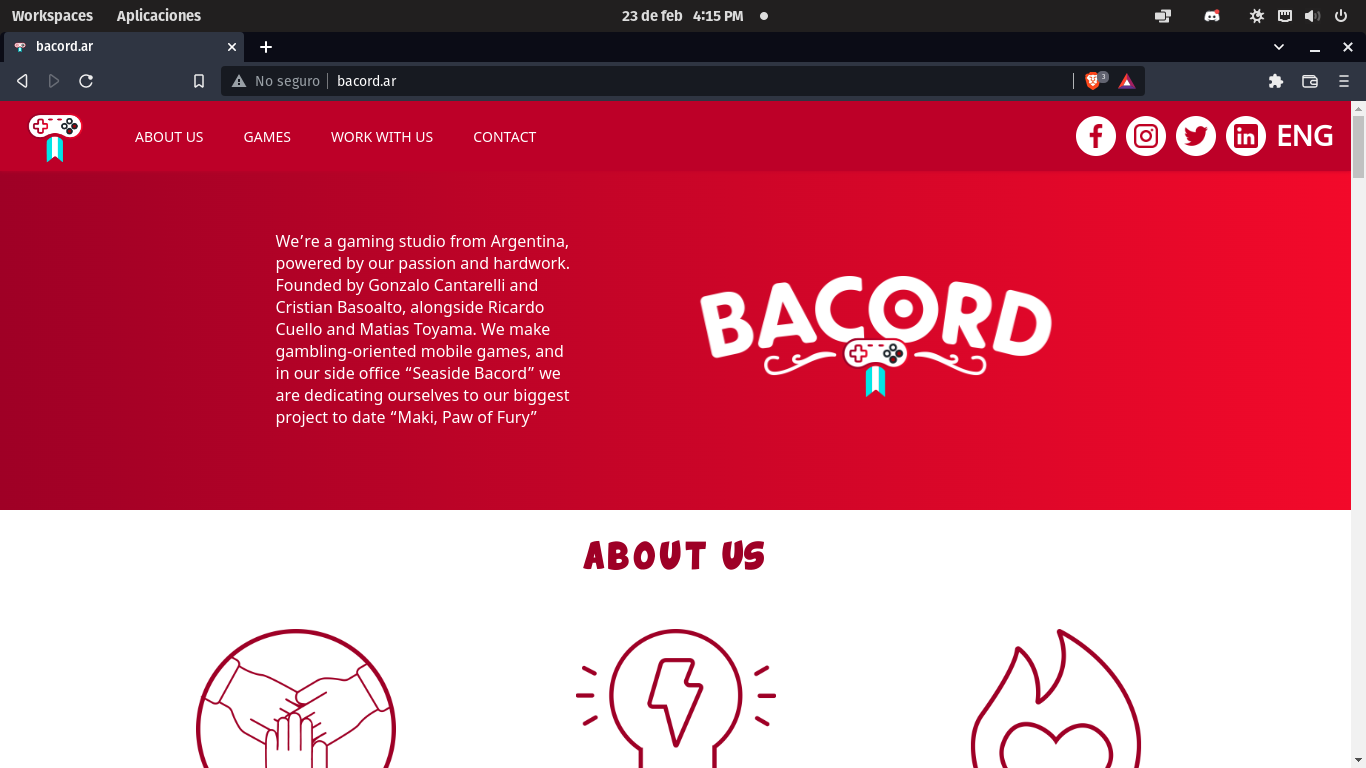 Workspaces Aplicaciones 23 de feb 4:15 PM
bacord.ar
No seguro bacord.ar 3
ABOUT US GAMES WORK WITH US CONTACT ENG
We’re a gaming studio from Argentina,
powered by our passion and hardwork.
Founded by Gonzalo Cantarelli and
Cristian Basoalto, alongside Ricardo
Cuello and Matias Toyama. We make
gambling-oriented mobile games, and
in our side office “Seaside Bacord” we
are dedicating ourselves to our biggest
project to date “Maki, Paw of Fury”
BACORD
ABOUT US